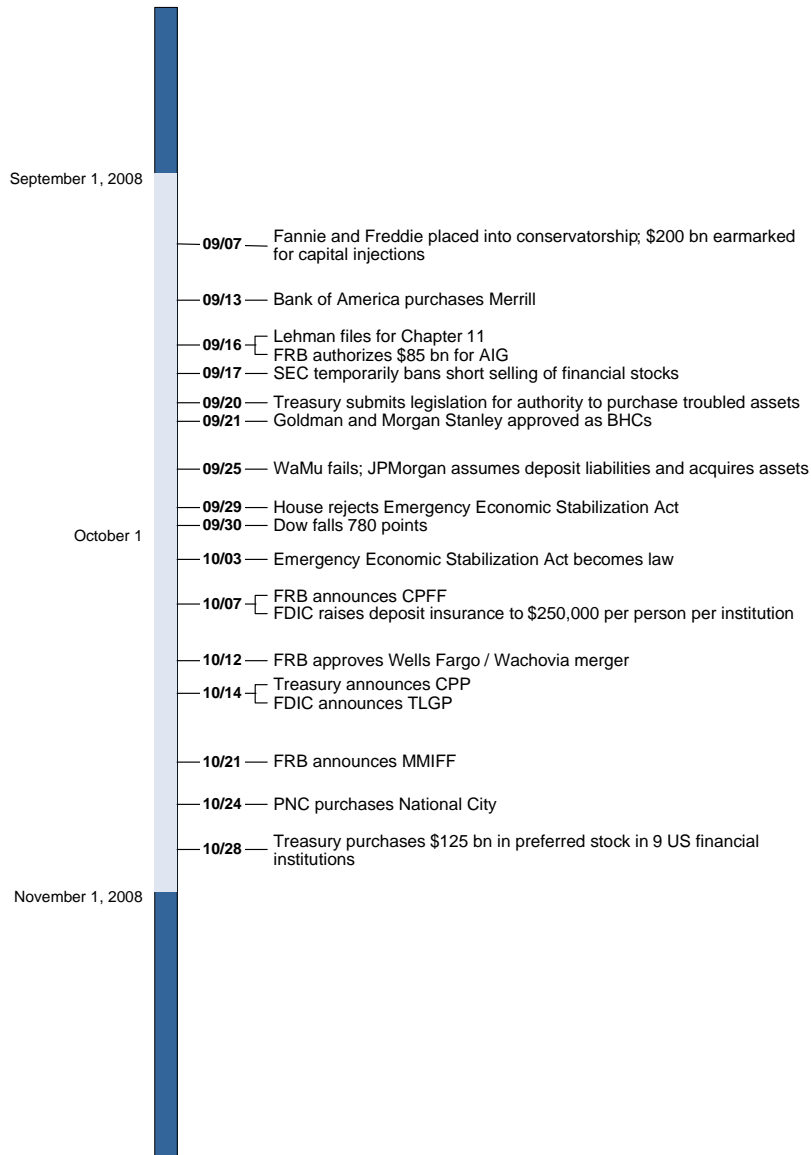 September 1, 2008
09/07
Fannie and Freddie placed into conservatorship; $200 bn earmarked
for capital injections
09/13
Bank of America purchases Merrill
09/16
Lehman files for Chapter 11
FRB authorizes $85 bn for AIG
09/17
SEC temporarily bans short selling of financial stocks
09/20
Treasury submits legislation for authority to purchase troubled assets
09/21
Goldman and Morgan Stanley approved as BHCs
09/25
WaMu fails; JPMorgan assumes deposit liabilities and acquires assets
09/29
House rejects Emergency Economic Stabilization Act
09/30
Dow falls 780 points
October 1
10/03
Emergency Economic Stabilization Act becomes law
10/07
FRB announces CPFF
FDIC raises deposit insurance to $250,000 per person per institution
10/12
FRB approves Wells Fargo / Wachovia merger
10/14
Treasury announces CPP
FDIC announces TLGP
10/21
FRB announces MMIFF
10/24
PNC purchases National City
10/28
Treasury purchases $125 bn in preferred stock in 9 US financial
institutions
November 1, 2008